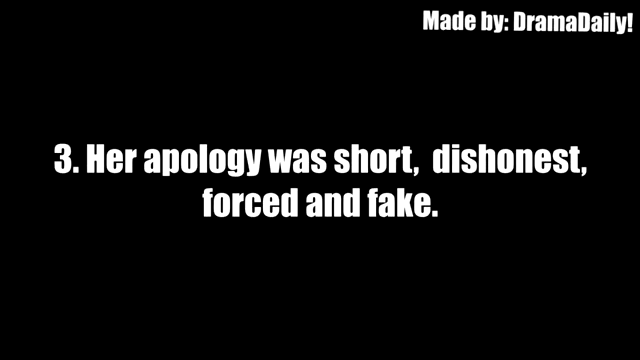 Made by: DramaDaily!
3. Her apology was short,  dishonest,
forced and fake.